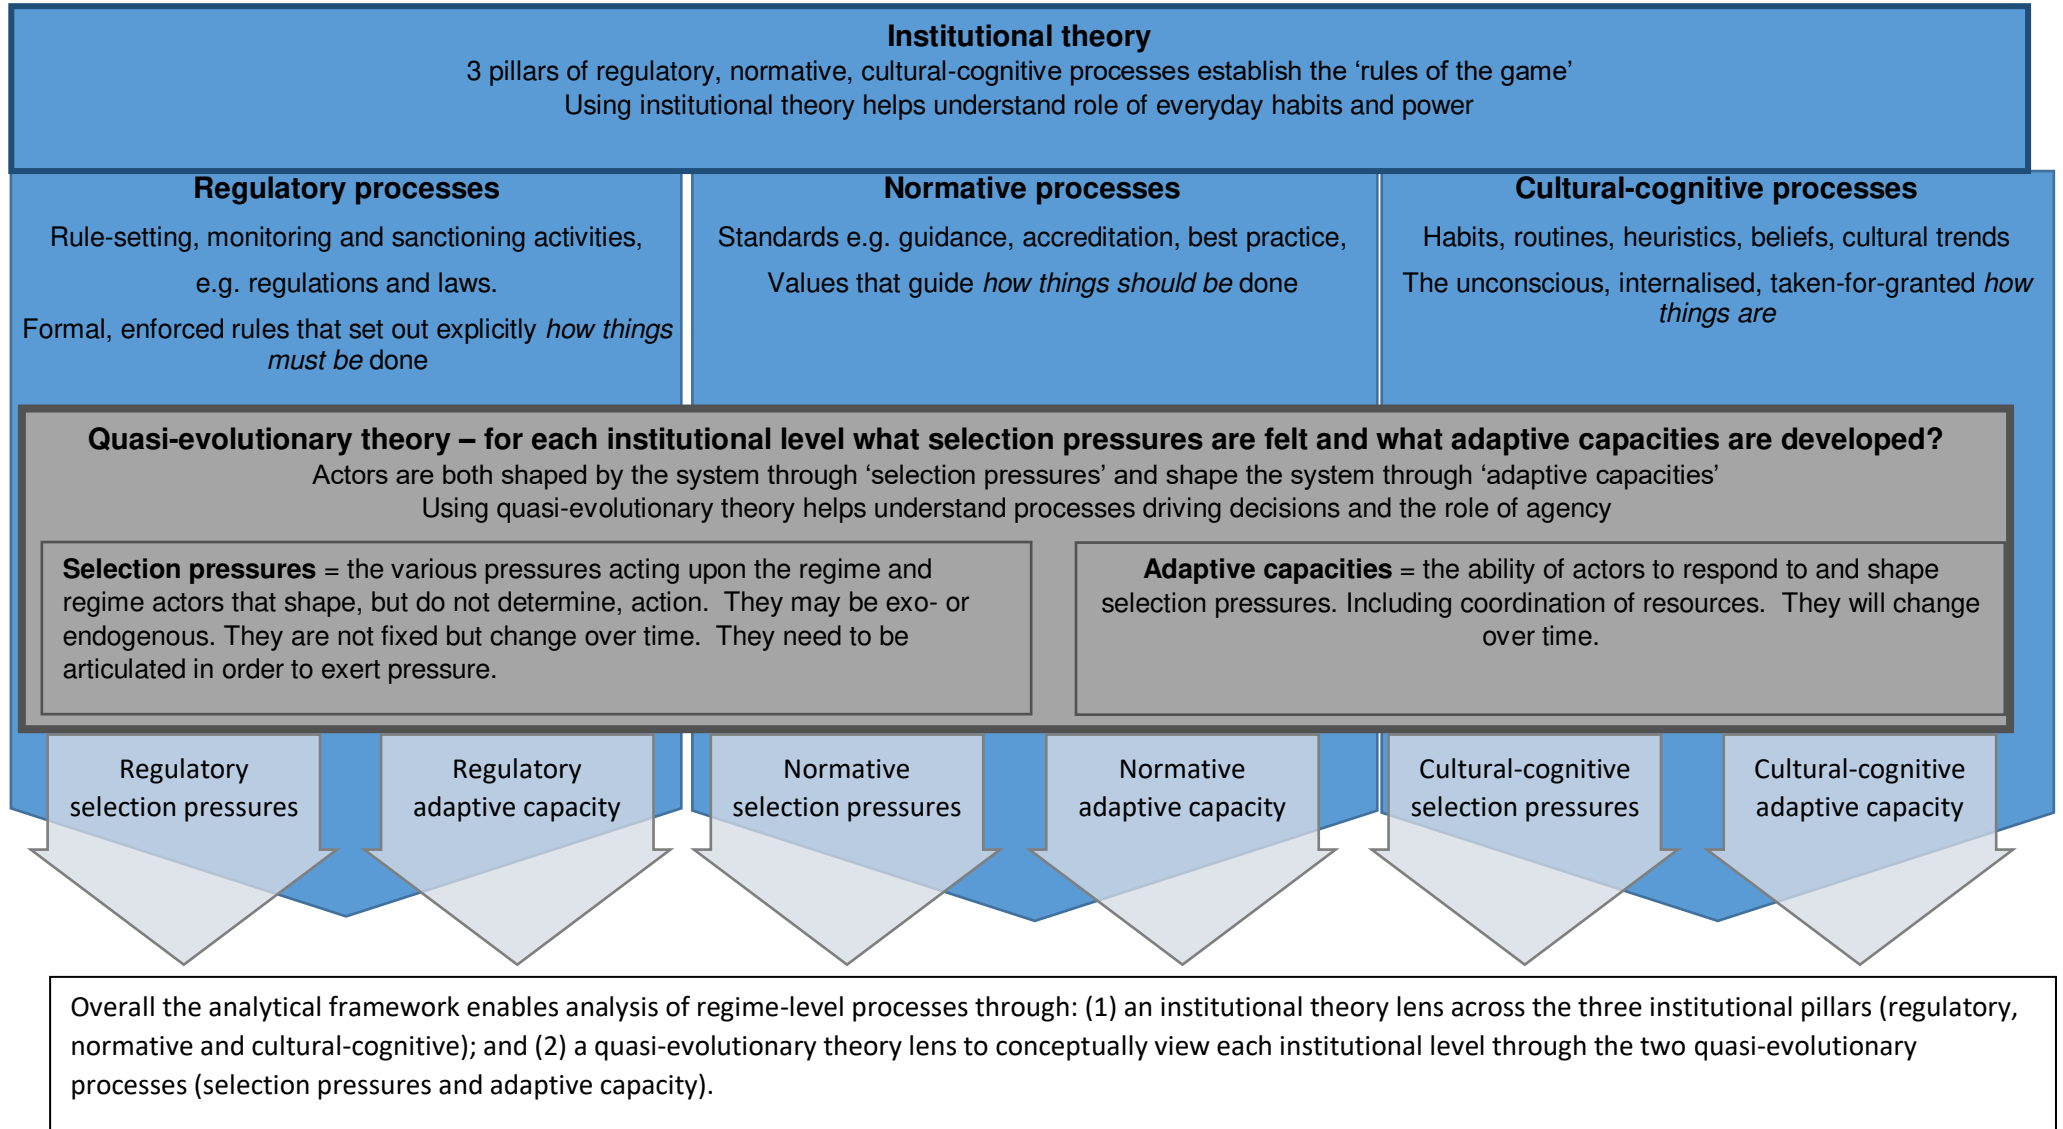 Institutional theory
3 pillars of regulatory, normative, cultural-cognitive processes establish the ‘rules of the game’
Using institutional theory helps understand role of everyday habits and power
Regulatory processes
Rule-setting, monitoring and sanctioning activities,
e.g. regulations and laws.
Formal, enforced rules that set out explicitly how things
must be done
Normative processes
Standards e.g. guidance, accreditation, best practice,
Values that guide how things should be done
Cultural-cognitive processes
Habits, routines, heuristics, beliefs, cultural trends
The unconscious, internalised, taken-for-granted how
things are
Quasi-evolutionary theory – for each institutional level what selection pressures are felt and what adaptive capacities are developed?
Actors are both shaped by the system through ‘selection pressures’ and shape the system through ‘adaptive capacities’
Using quasi-evolutionary theory helps understand processes driving decisions and the role of agency
Selection pressures = the various pressures acting upon the regime and
regime actors that shape, but do not determine, action. They may be exo- or
endogenous. They are not fixed but change over time. They need to be
articulated in order to exert pressure.
Adaptive capacities = the ability of actors to respond to and shape
selection pressures. Including coordination of resources. They will change
over time.
Regulatory
selection pressures
Regulatory
adaptive capacity
Normative
selection pressures
Normative
adaptive capacity
Cultural-cognitive
selection pressures
Cultural-cognitive
adaptive capacity
Overall the analytical framework enables analysis of regime-level processes through: (1) an institutional theory lens across the three institutional pillars (regulatory,
normative and cultural-cognitive); and (2) a quasi-evolutionary theory lens to conceptually view each institutional level through the two quasi-evolutionary
processes (selection pressures and adaptive capacity).